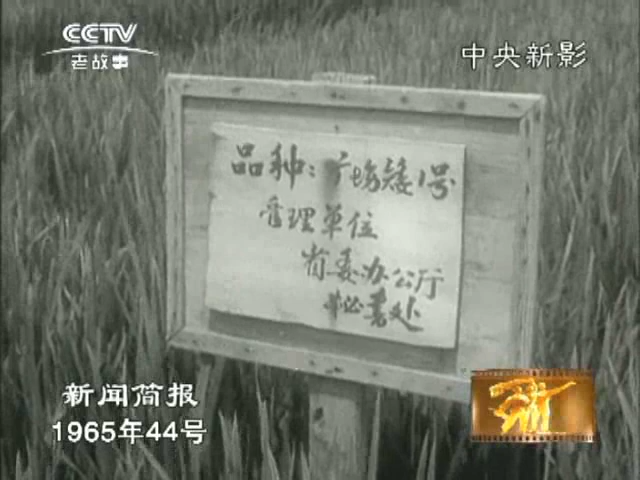 CCTV
老故事
中央新影
品种：广场矮1号
管理单位
省委办公厅
秘书处
新闻简报
1965年44号